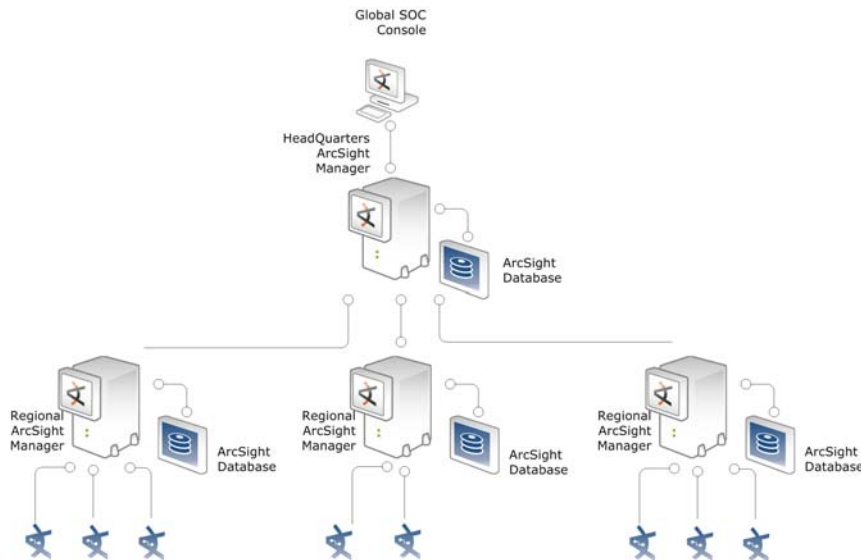 Global SOC
Console
HeadQuarters
ArcSight
Manager
ArcSight
Database
Regional
ArcSight
Manager
ArcSight
Database
Regional
ArcSight
Manager
ArcSight
Database
Regional
ArcSight
Manager
ArcSight
Database